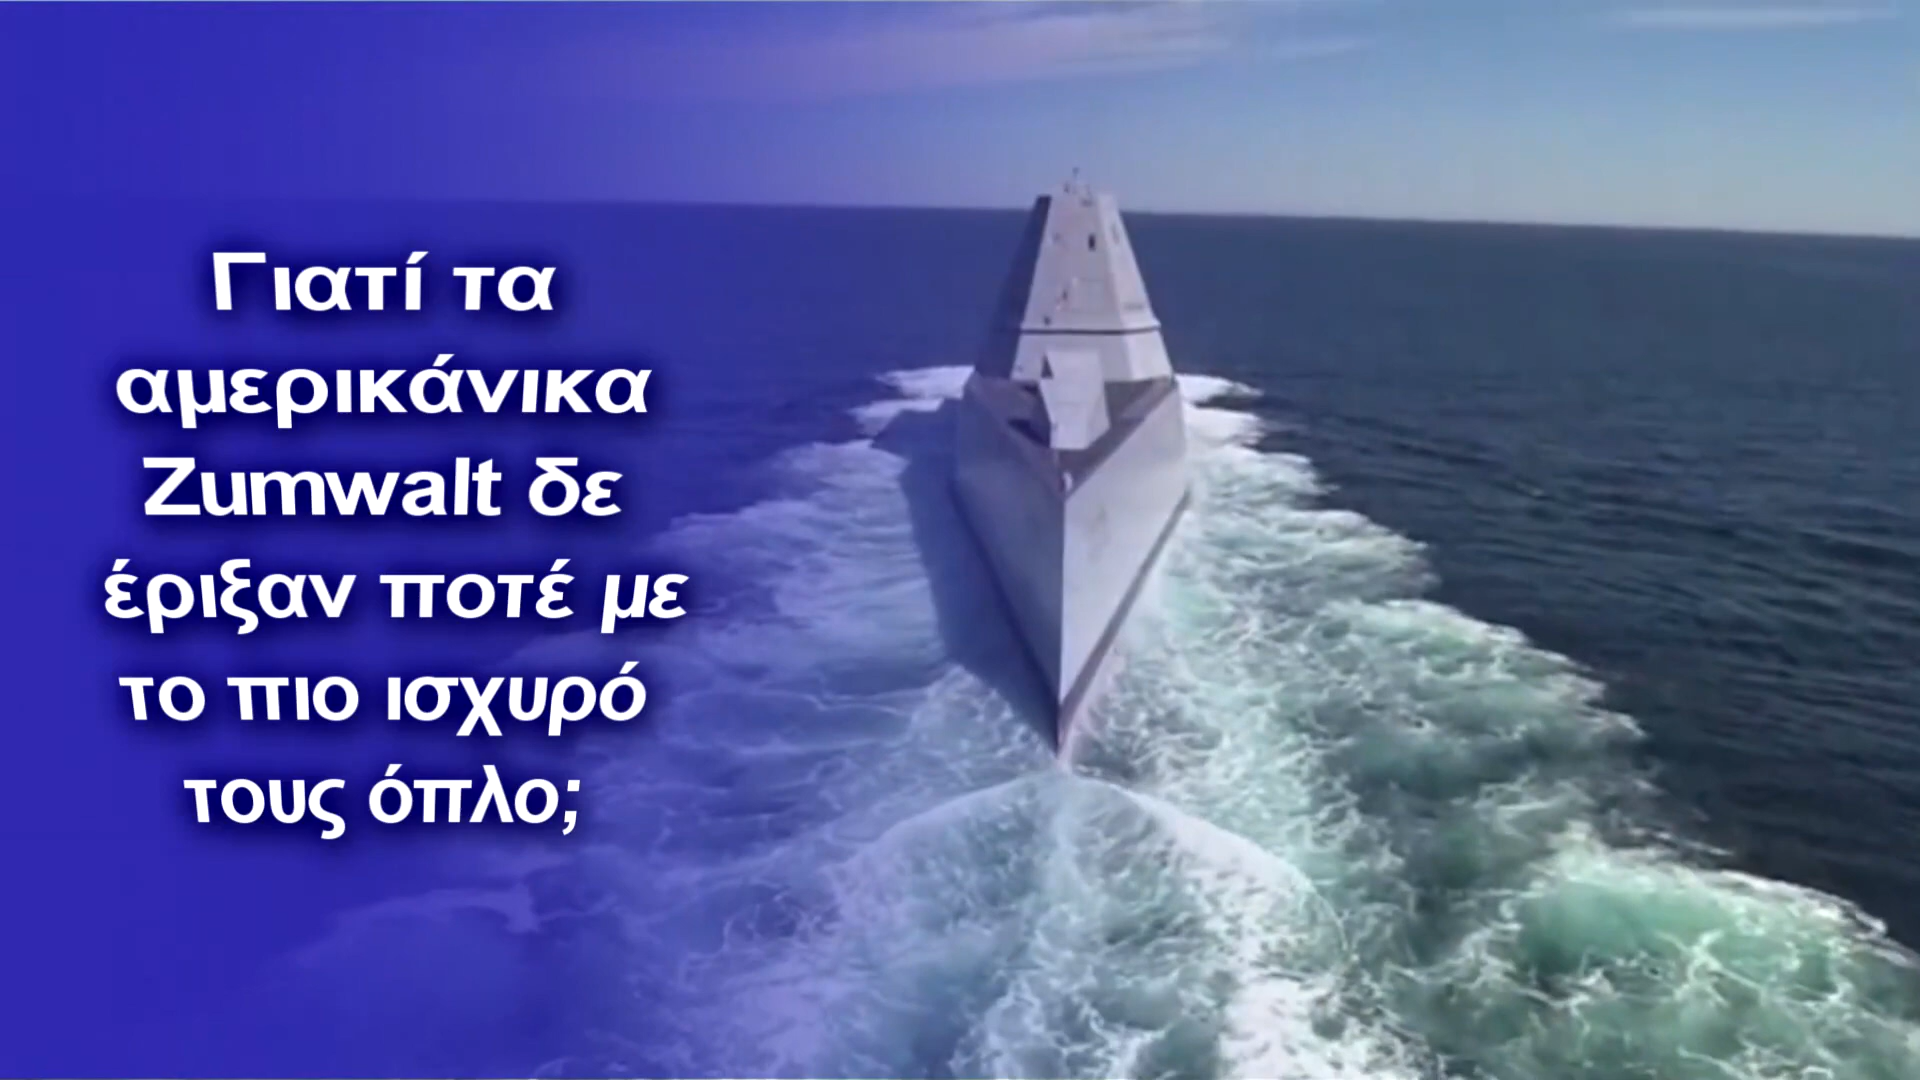 Γιατί τα
αμερικάνικα
Zumwalt δε
έριξαν ποτέ με
το πιο ισχυρό
τους όπλο;